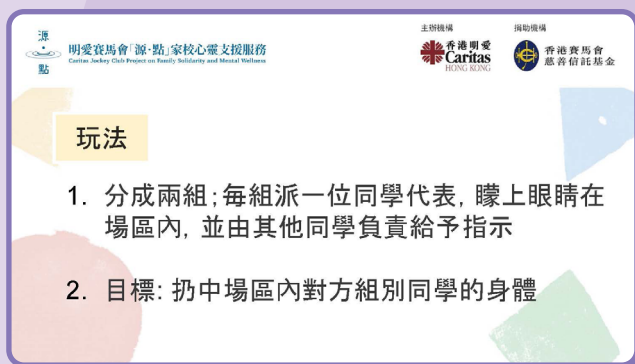 源
點
明愛賽馬會「源‧點」家校心靈支援服務
Caritas Jockey Club Project on Family Solidarity and Mental Wellness
主辦機構
香港明愛
Caritas
HONG KONG
捐助機構
香港賽馬會
慈善信託基金
玩法
1. 分成兩組;每組派一位同學代表, 矇上眼睛在
場區內, 並由其他同學負責給予指示
2. 目標: 扔中場區內對方組別同學的身體